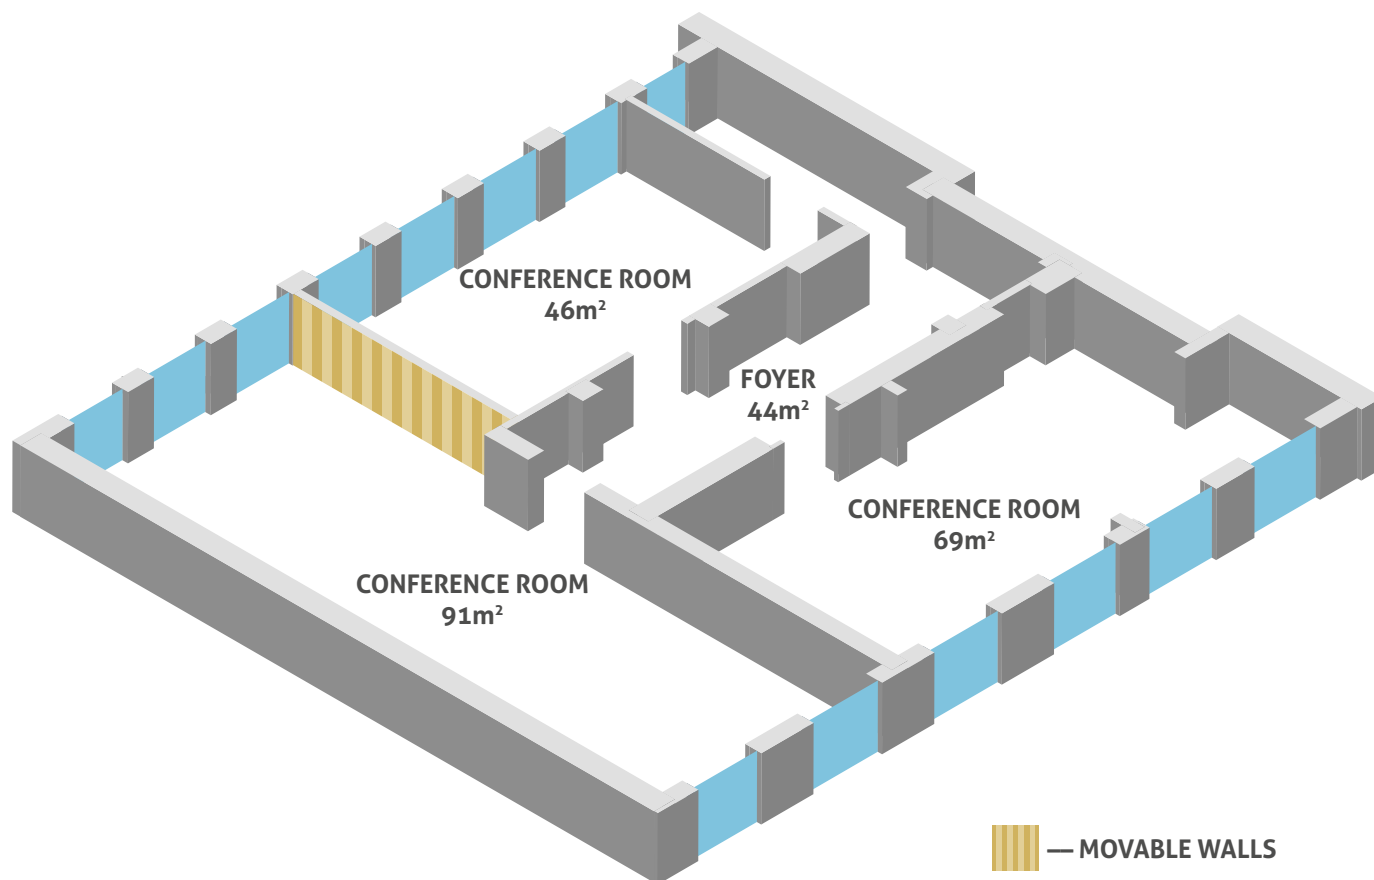 CONFERENCE ROOM
46m²
FOYER
44m²
CONFERENCE ROOM
69m²
CONFERENCE ROOM
91m²
— MOVABLE WALLS